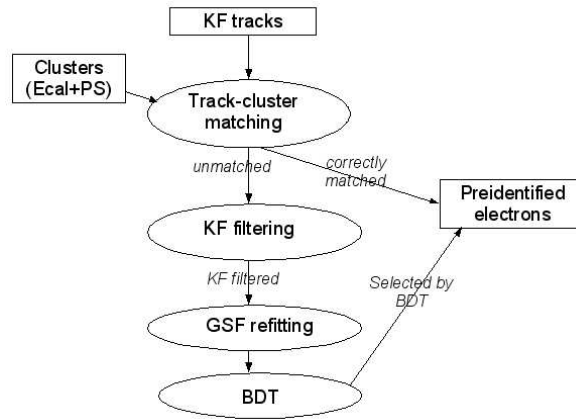 KF tracks
Clusters
(Ecal+PS)
Track-cluster
matching
unmatched
correctly
matched
Preidentified
electrons
KF filtering
KF filtered
Selected by
BDT
GSF refitting
BDT